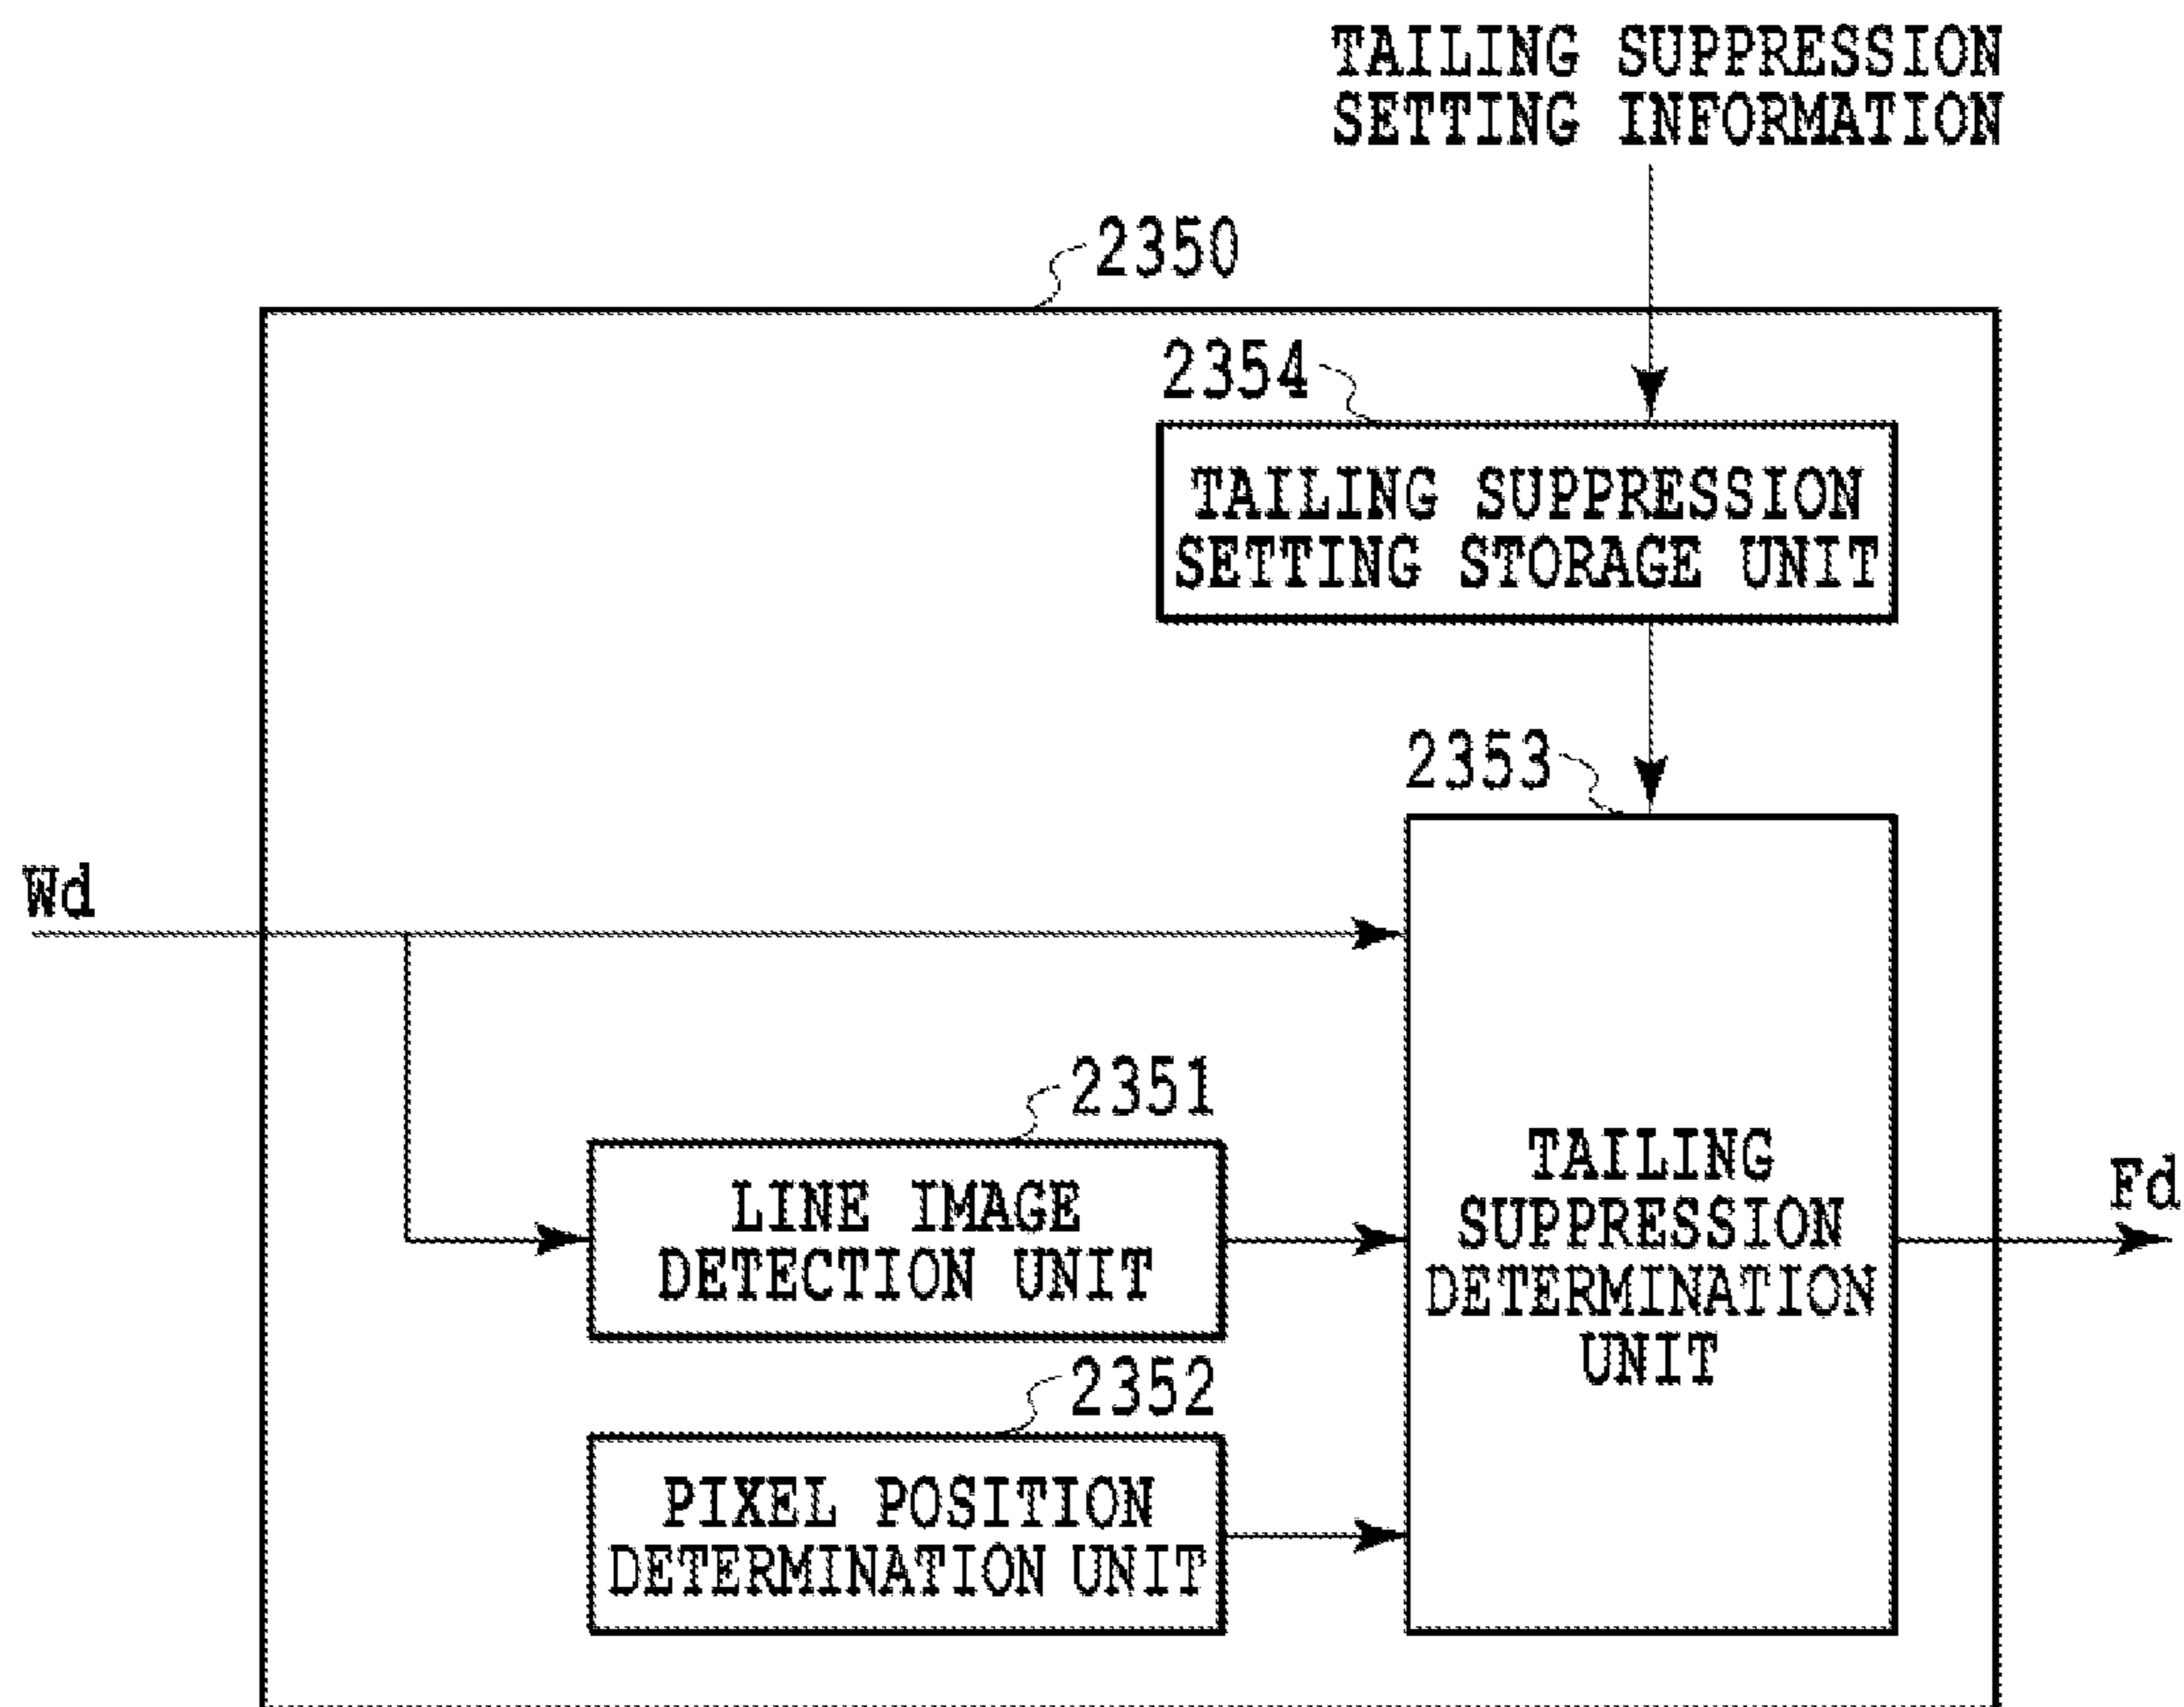 TAILING SUPPRESSION
SETTING INFORMATION
2350
2354
TAILING SUPPRESSION
SETTING STORAGE UNIT
2353
Wd
2351
LINE IMAGE
DETECTION UNIT
TAILING
SUPPRESSION
DETERMINATION
UNIT
Fd
2352
PIXEL POSITION
DETERMINATION UNIT